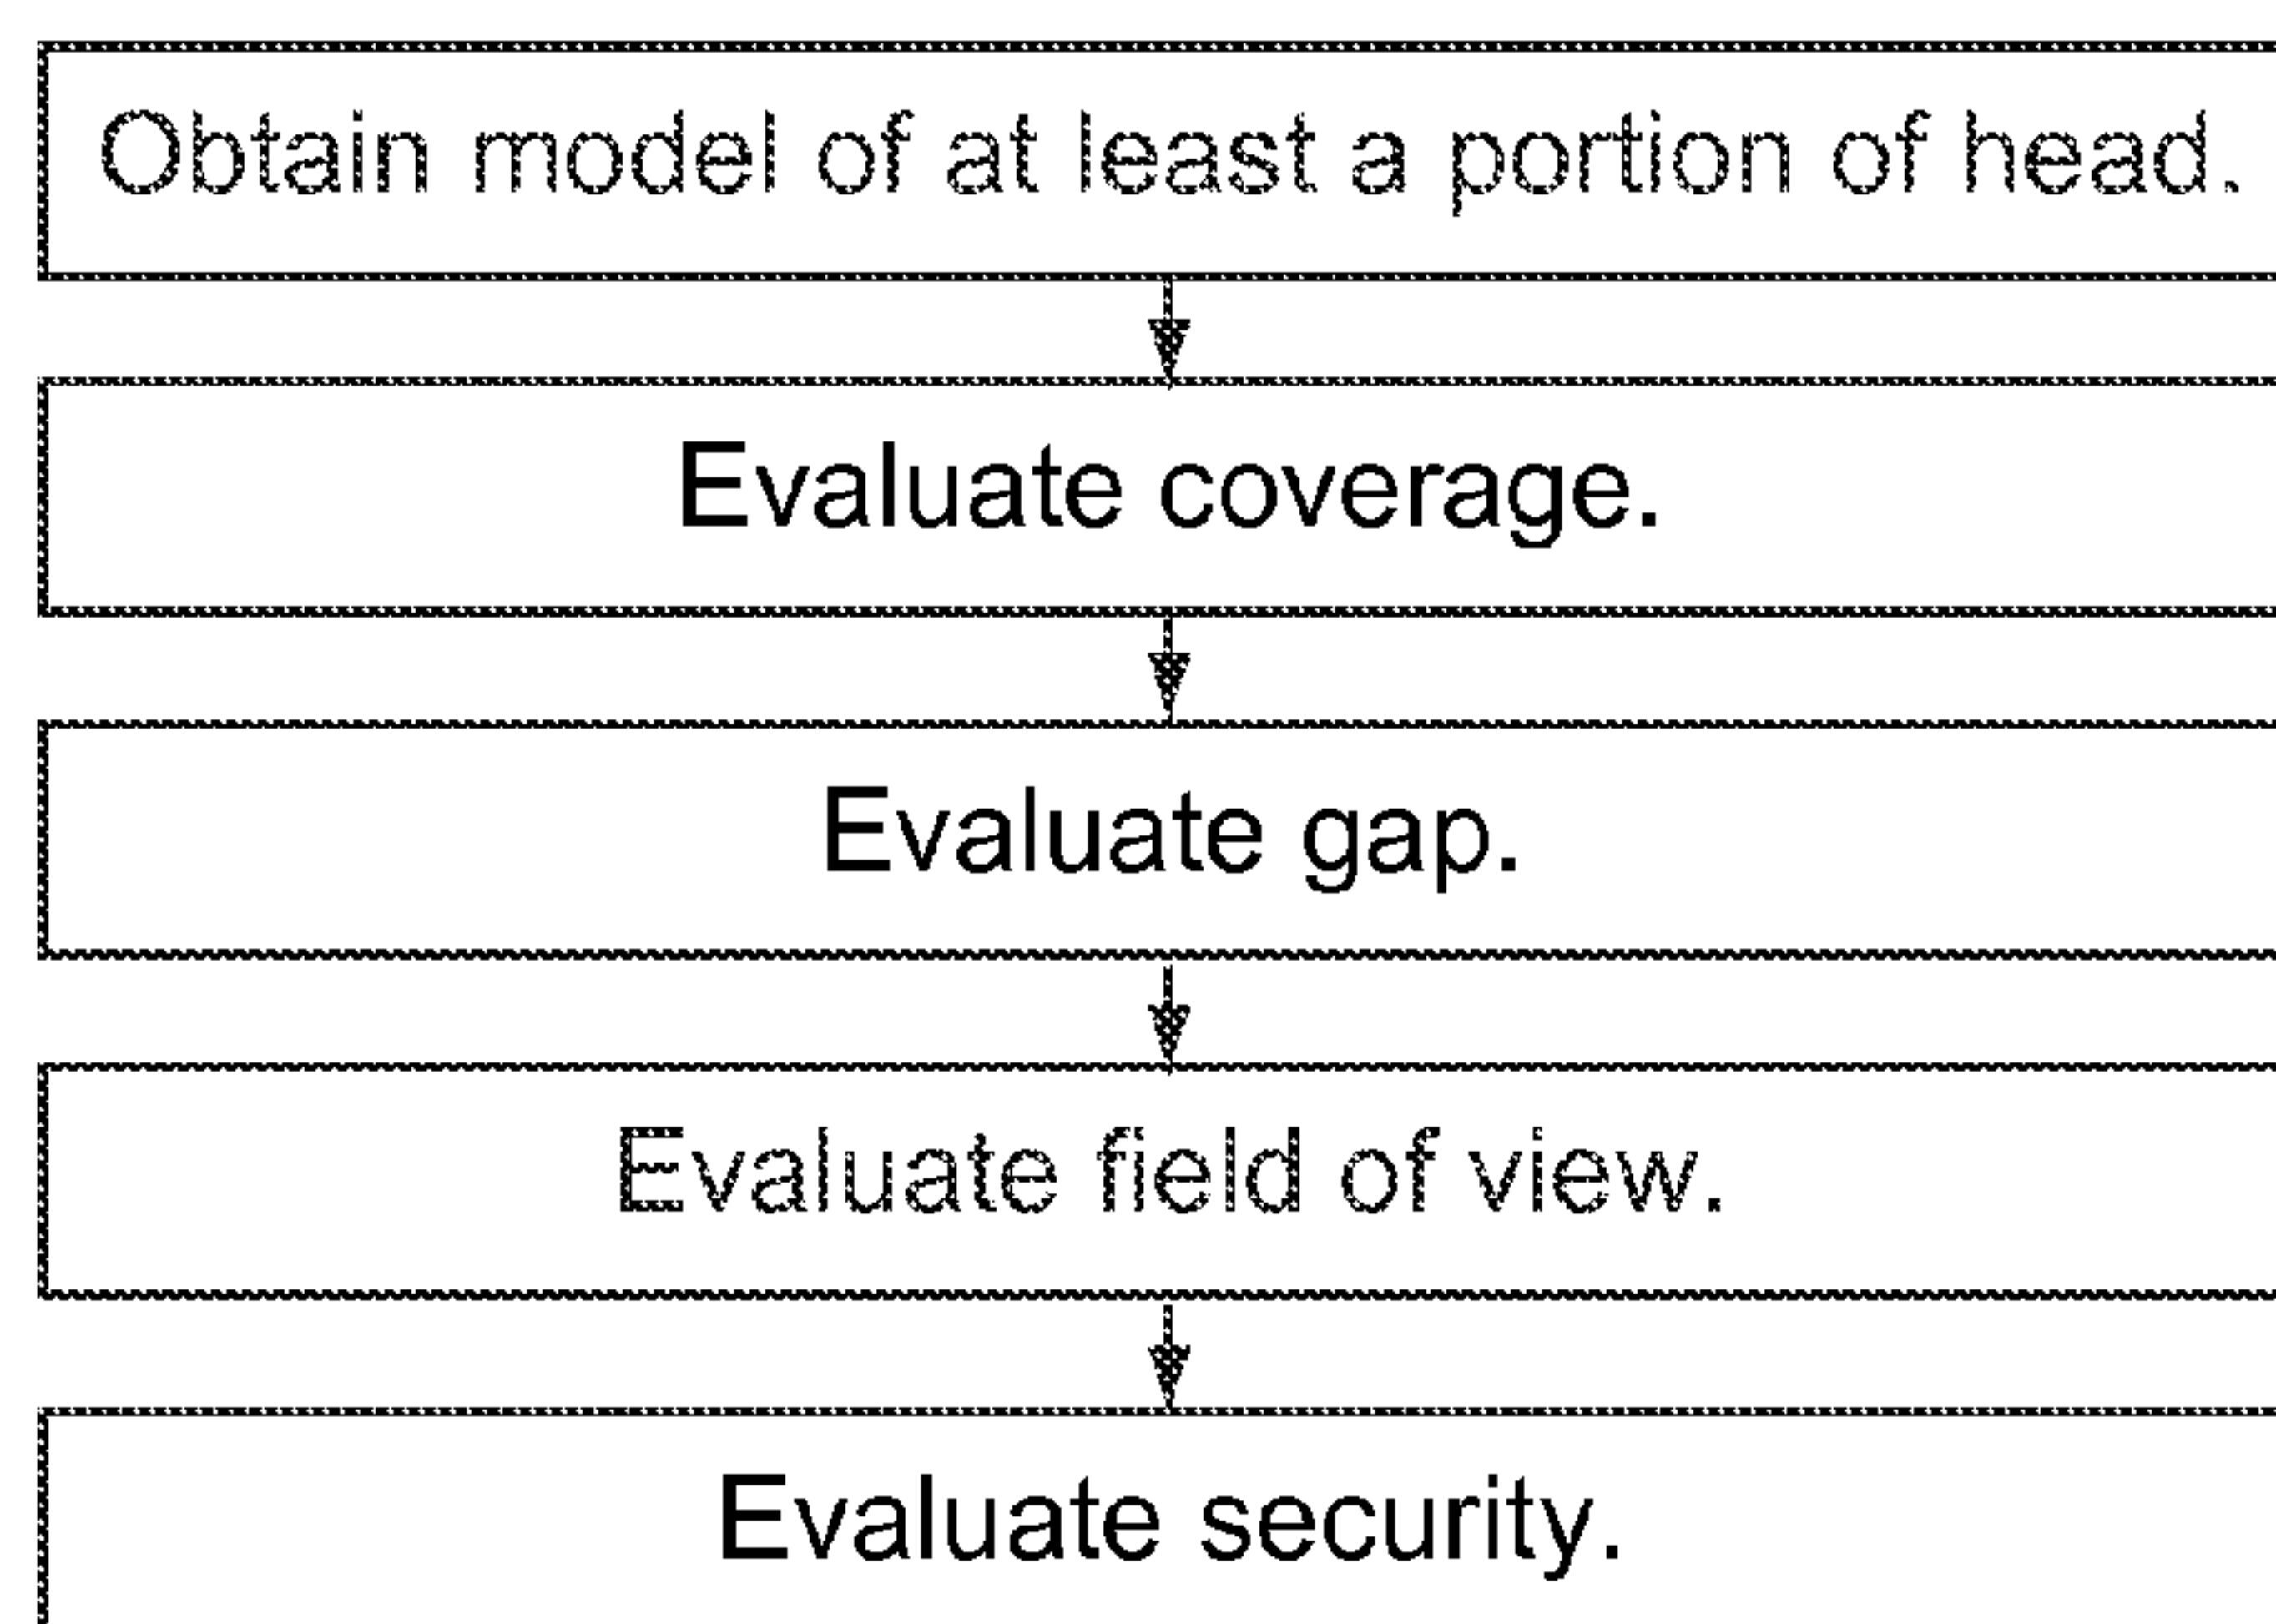 Obtain model of at least a portion of head.
Evaluate coverage.
Evaluate gap.
Evaluate field of view.
Evaluate security.